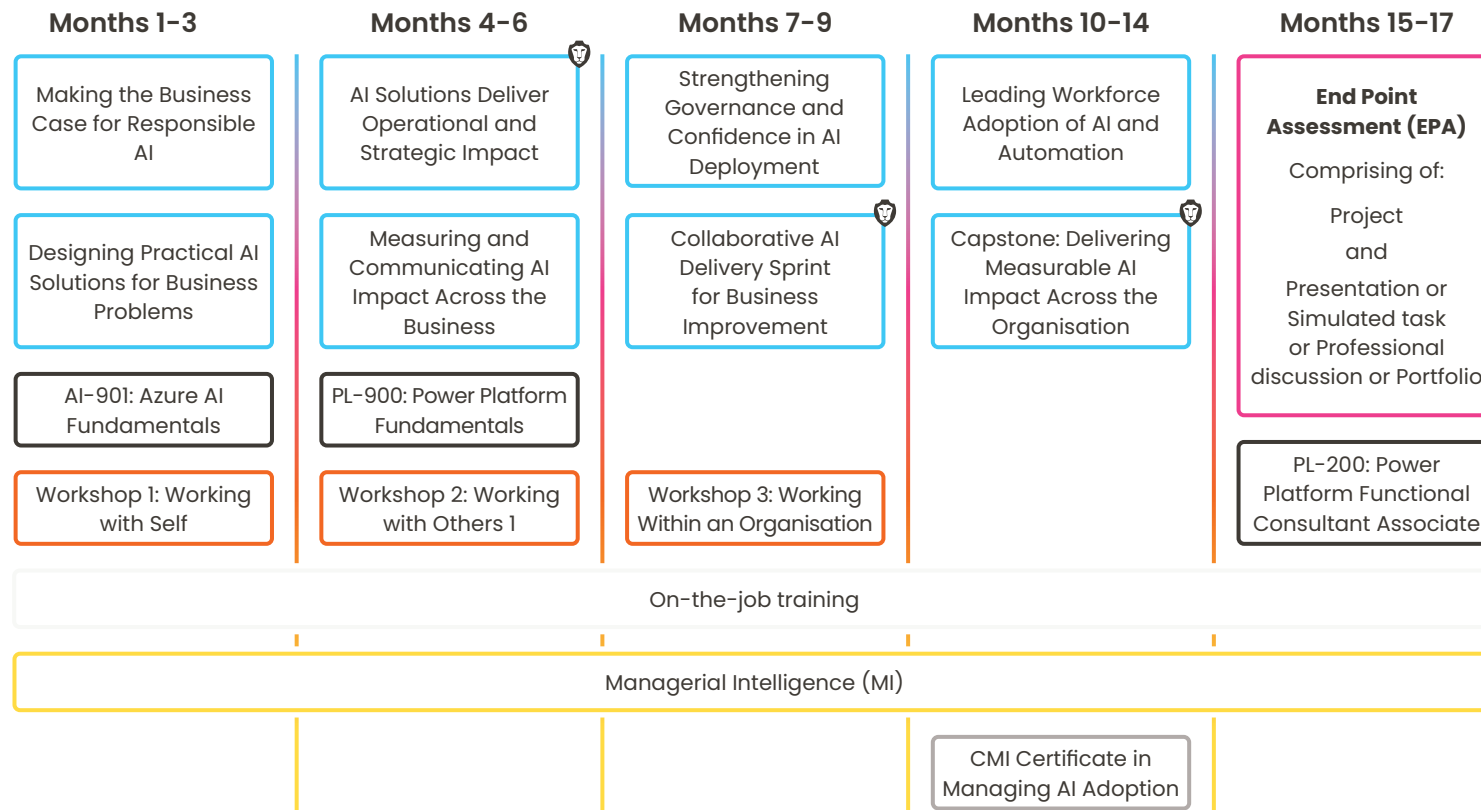 Months 1-3
Months 4-6
Months 7-9
Months 10-14
Months 15-17
Making the Business
Case for Responsible
AI
AI Solutions Deliver
Operational and
Strategic Impact
Strengthening
Governance and
Confidence in AI
Deployment
Leading Workforce
Adoption of AI and
Automation
End Point
Assessment (EPA)
Comprising of:
Project
and
Presentation or
Simulated task
or Professional
discussion or Portfolio
Designing Practical AI
Solutions for Business
Problems
Measuring and
Communicating AI
Impact Across the
Business
Collaborative AI
Delivery Sprint
for Business
Improvement
Capstone: Delivering
Measurable AI
Impact Across the
Organisation
AI-901: Azure AI
Fundamentals
PL-900: Power Platform
Fundamentals
PL-200: Power
Platform Functional
Consultant Associate
Workshop 1: Working
with Self
Workshop 2: Working
with Others 1
Workshop 3: Working
Within an Organisation
On-the-job training
Managerial Intelligence (MI)
CMI Certificate in
Managing AI Adoption